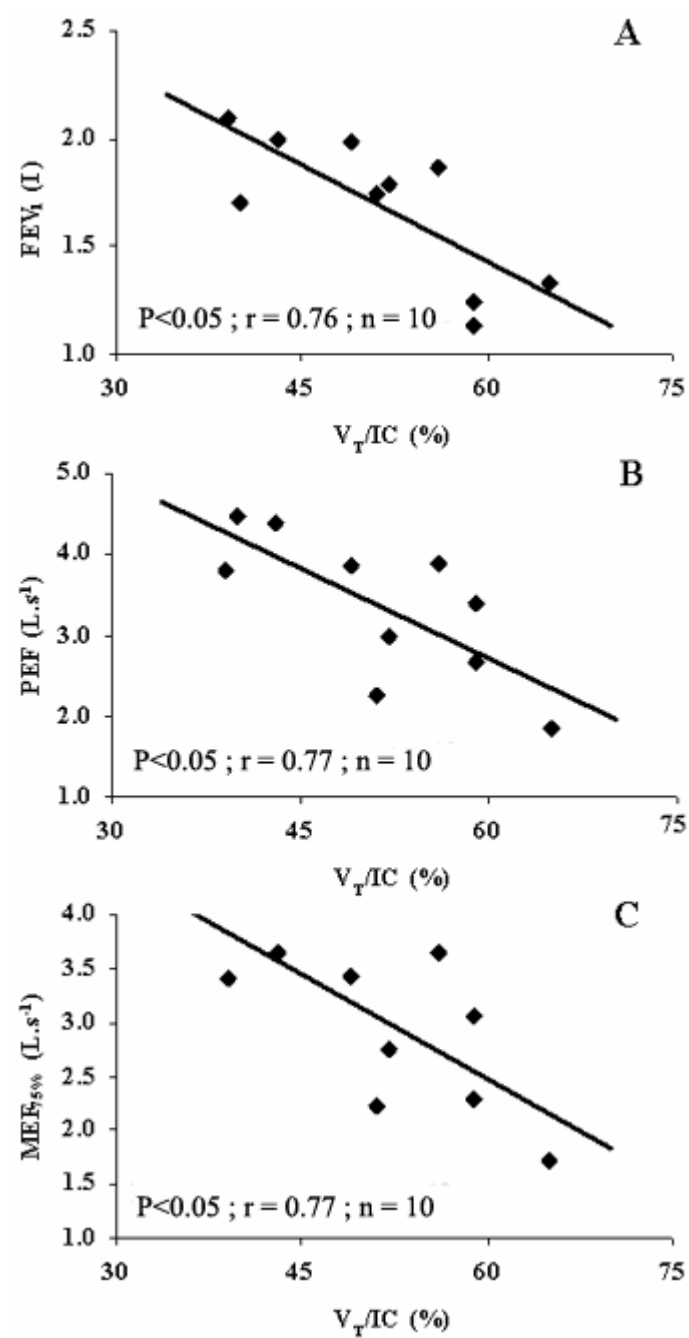 A
2.5
2.0
1.5
1.0
FEV₁ (l)
P<0.05 ; r = 0.76 ; n = 10
30 45 60 75
V_T/IC (%)
B
5.0
4.0
3.0
2.0
1.0
PEF (L.s⁻¹)
P<0.05 ; r = 0.77 ; n = 10
30 45 60 75
V_T/IC (%)
C
4.0
3.5
3.0
2.5
2.0
1.5
1.0
MEF₇₅% (L.s⁻¹)
P<0.05 ; r = 0.77 ; n = 10
30 45 60 75
V_T/IC (%)